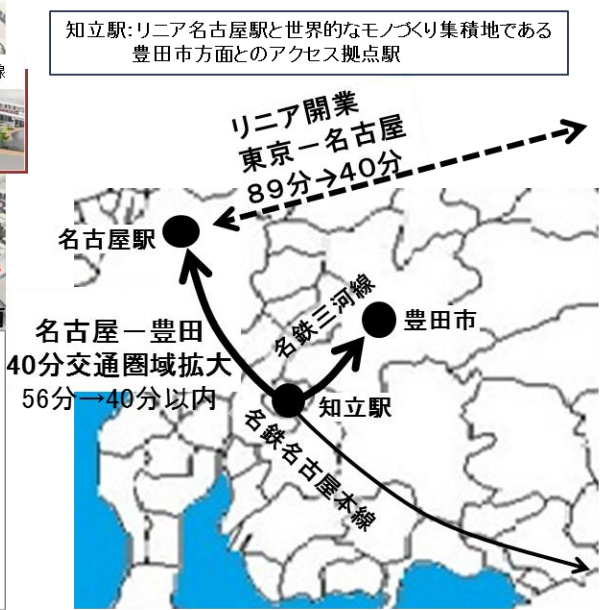 知立駅:リニア名古屋駅と世界的なモノづくり集積地である
豊田市方面とのアクセス拠点駅
線
リニア開業
東京－名古屋
89分→40分
名古屋駅
名鉄三河線
豊田市
名古屋－豊田
40分交通圏域拡大
56分→40分以内
知立駅
名鉄名古屋本線